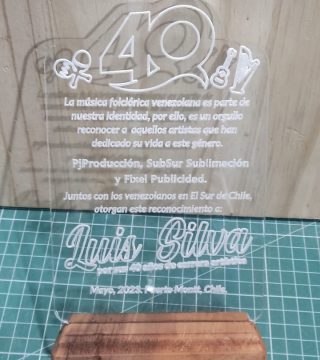 40
La música folclórica venezolana es parte de
nuestra identidad, por ello, es un orgullo
reconocer a aquellos artistas que han
dedicado su vida a este género.
PjProducción, SubSur Sublimación
y Fixel Publicidad.
Juntos con los venezolanos en El Sur de Chile,
otorgan este reconocimiento a:
Luis Silva
por sus 40 años de carrera artística
Mayo, 2023. Puerto Montt, Chile.